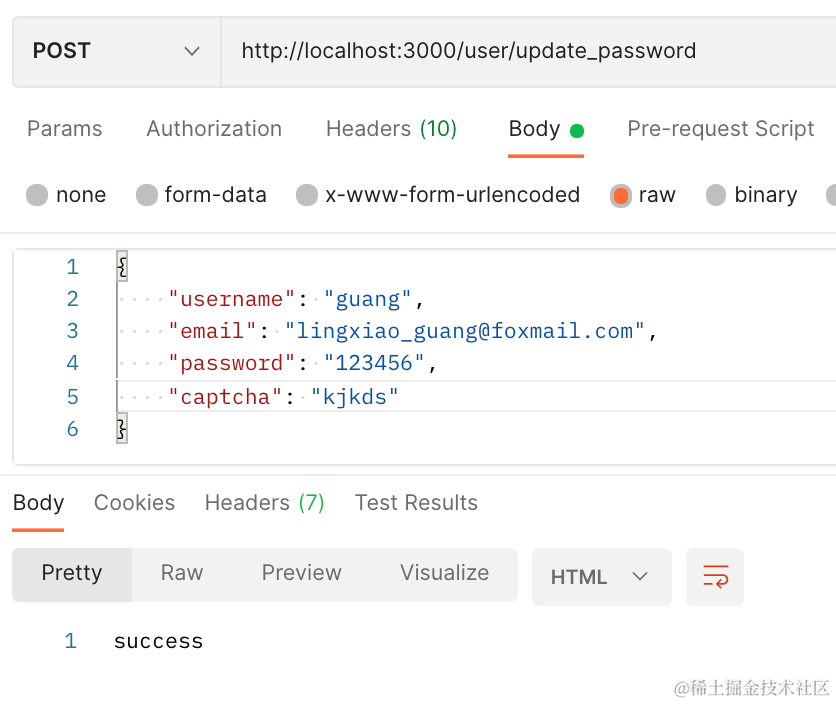 POST http://localhost:3000/user/update_password
Params Authorization Headers (10) Body Pre-request Script
none form-data x-www-form-urlencoded raw binary
1 {
2 "username": "guang",
3 "email": "lingxiao_guang@foxmail.com",
4 "password": "123456",
5 "captcha": "kjkds"
6 }
Body Cookies Headers (7) Test Results
Pretty Raw Preview Visualize HTML
1 success
@稀土掘金技术社区